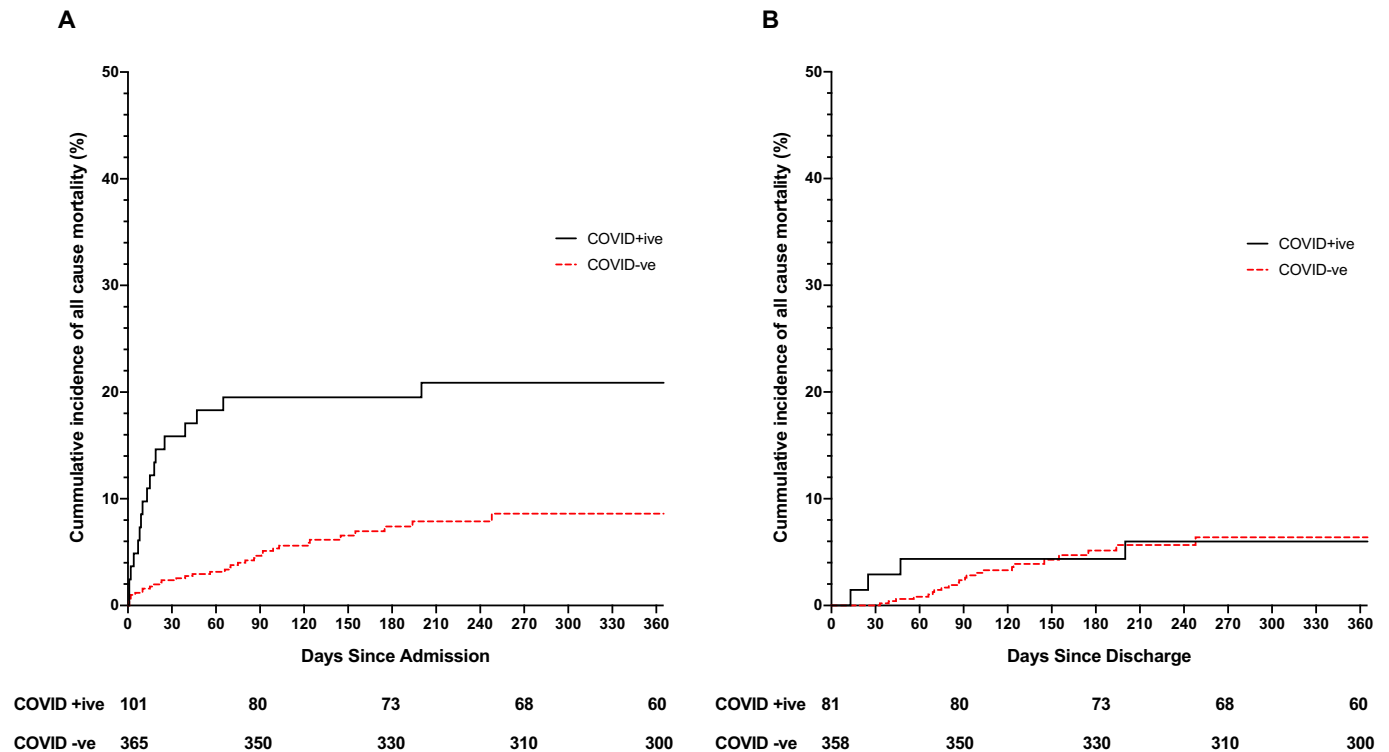 A
Cummulative incidence of all cause mortality (%)
50
40
30
20
10
0
COVID+ive
COVID-ve
0 30 60 90 120 150 180 210 240 270 300 330 360
Days Since Admission
COVID +ive 101 80 73 68 60
COVID -ve 365 350 330 310 300
B
Cummulative incidence of all cause mortality (%)
50
40
30
20
10
0
COVID+ive
COVID-ve
0 30 60 90 120 150 180 210 240 270 300 330 360
Days Since Discharge
COVID +ive 81 80 73 68 60
COVID -ve 358 350 330 310 300